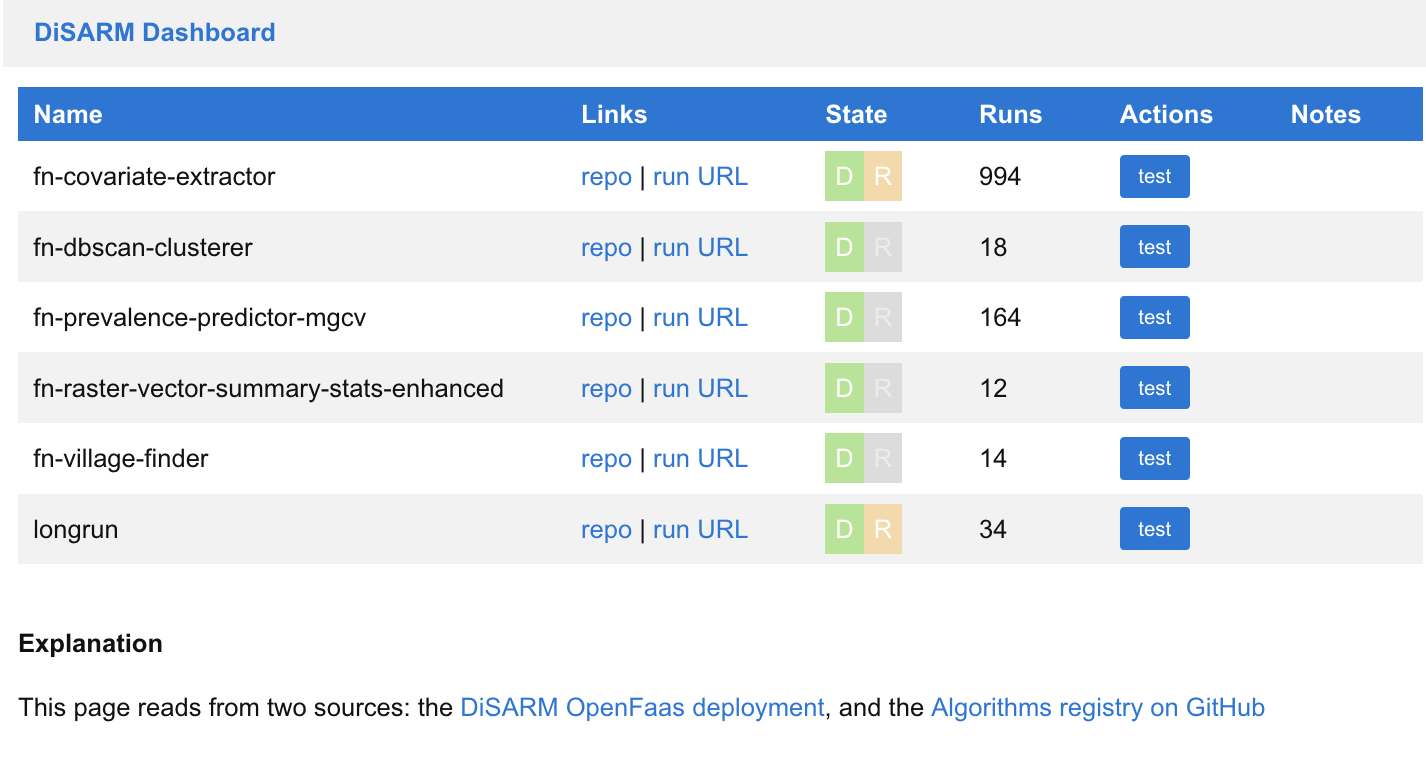 DiSARM Dashboard
Name Links State Runs Actions Notes
fn-covariate-extractor repo | run URL D R 994 test
fn-dbscan-clusterer repo | run URL D R 18 test
fn-prevalence-predictor-mgcv repo | run URL D R 164 test
fn-raster-vector-summary-stats-enhanced repo | run URL D R 12 test
fn-village-finder repo | run URL D R 14 test
longrun repo | run URL D R 34 test
Explanation
This page reads from two sources: the DiSARM OpenFaas deployment, and the Algorithms registry on GitHub